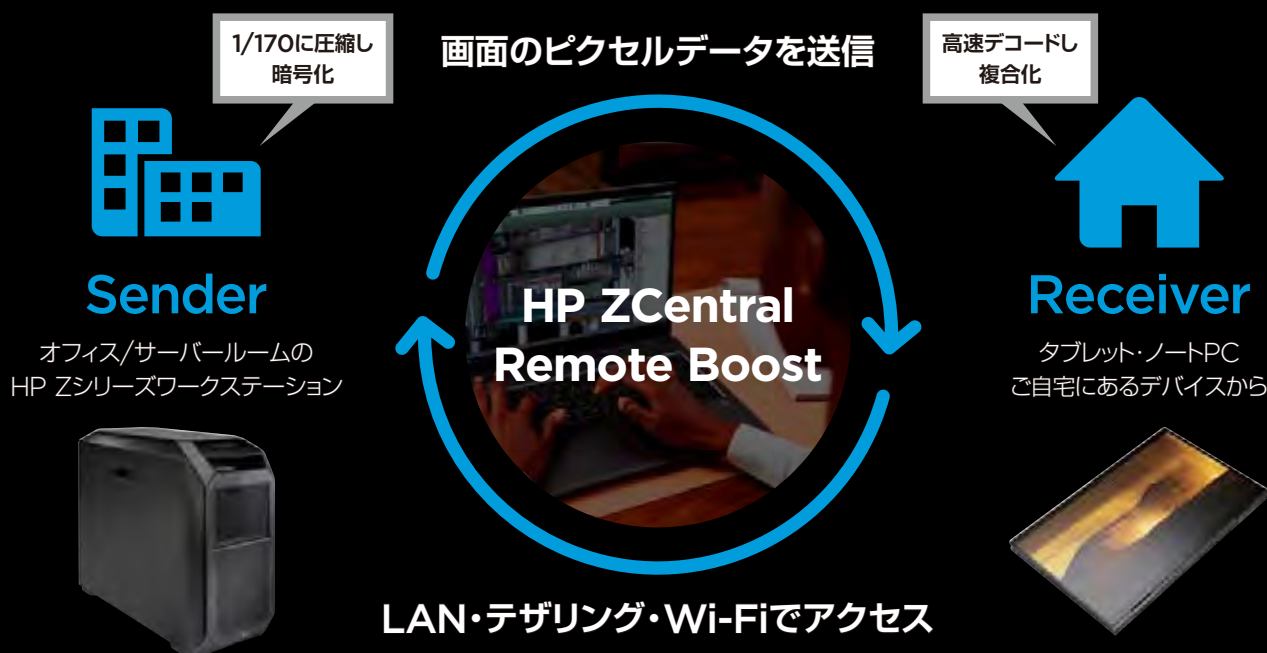 1/170に圧縮し
暗号化
画面のピクセルデータを送信
高速デコードし
複合化
Sender
オフィス/サーバールームの
HP Zシリーズワークステーション
HP ZCentral
Remote Boost
Receiver
タブレット・ノートPC
ご自宅にあるデバイスから
LAN・テザリング・Wi-Fiでアクセス